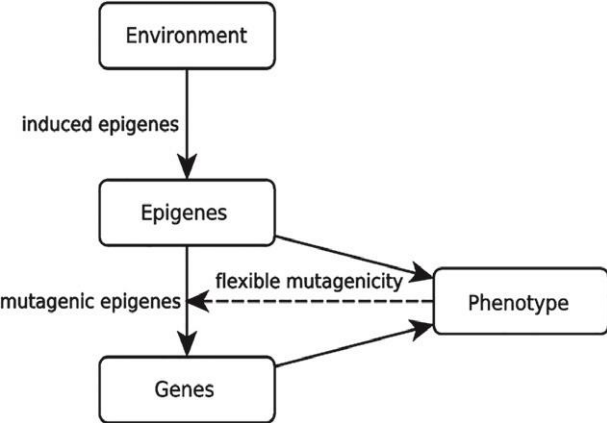 Environment
induced epigenes
Epigenes
flexible mutagenicity
mutagenic epigenes
Phenotype
Genes